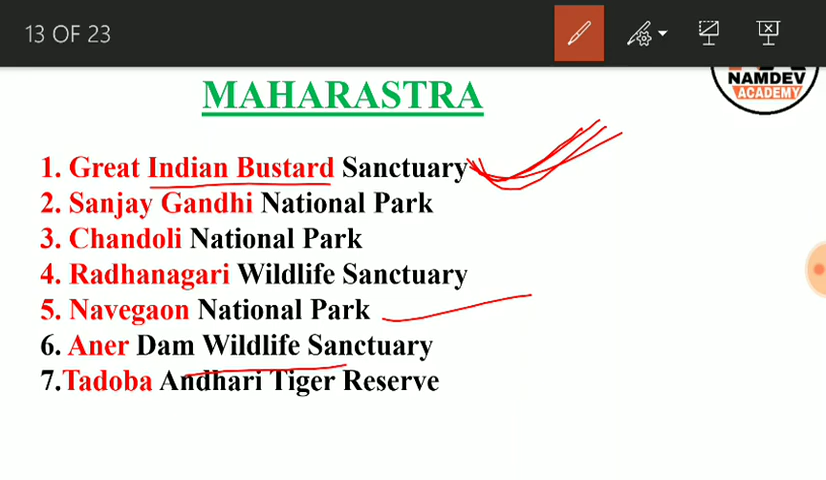 13 OF 23
NAMDEV
ACADEMY
MAHARASTRA
1. Great Indian Bustard Sanctuary
2. Sanjay Gandhi National Park
3. Chandoli National Park
4. Radhanagari Wildlife Sanctuary
5. Navegaon National Park
6. Aner Dam Wildlife Sanctuary
7.Tadoba Andhari Tiger Reserve